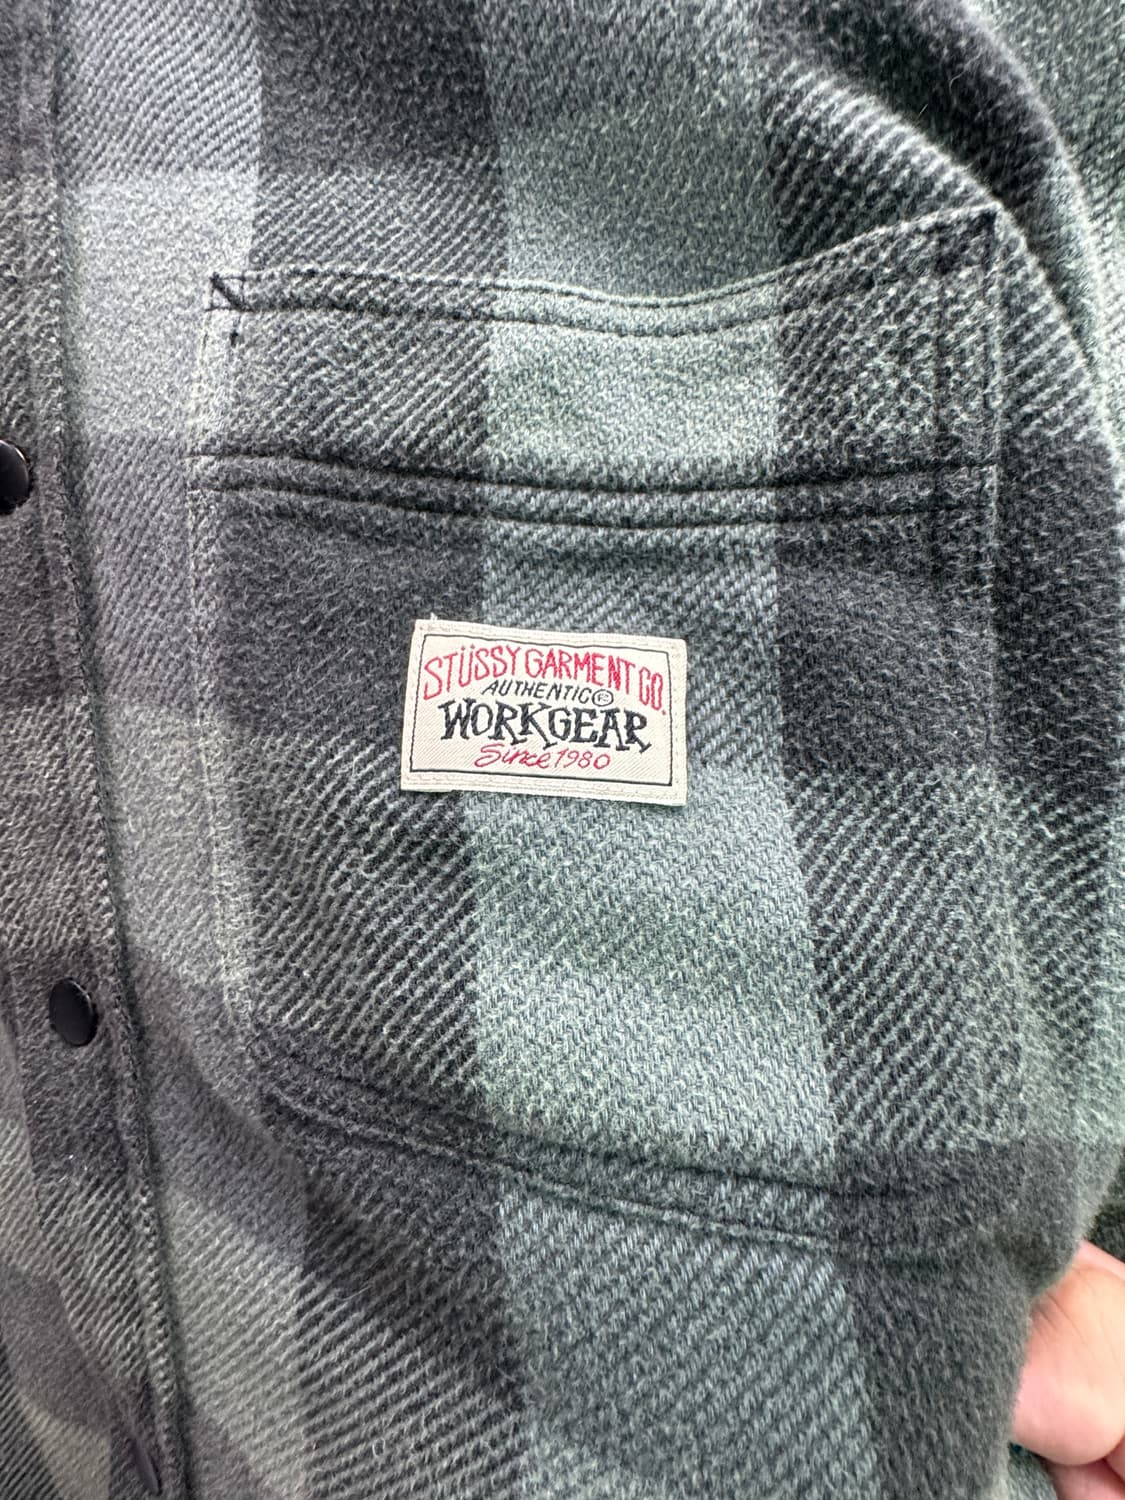 STÜSSY GARMENT CO.
AUTHENTIC®
WORKGEAR
Since 1980